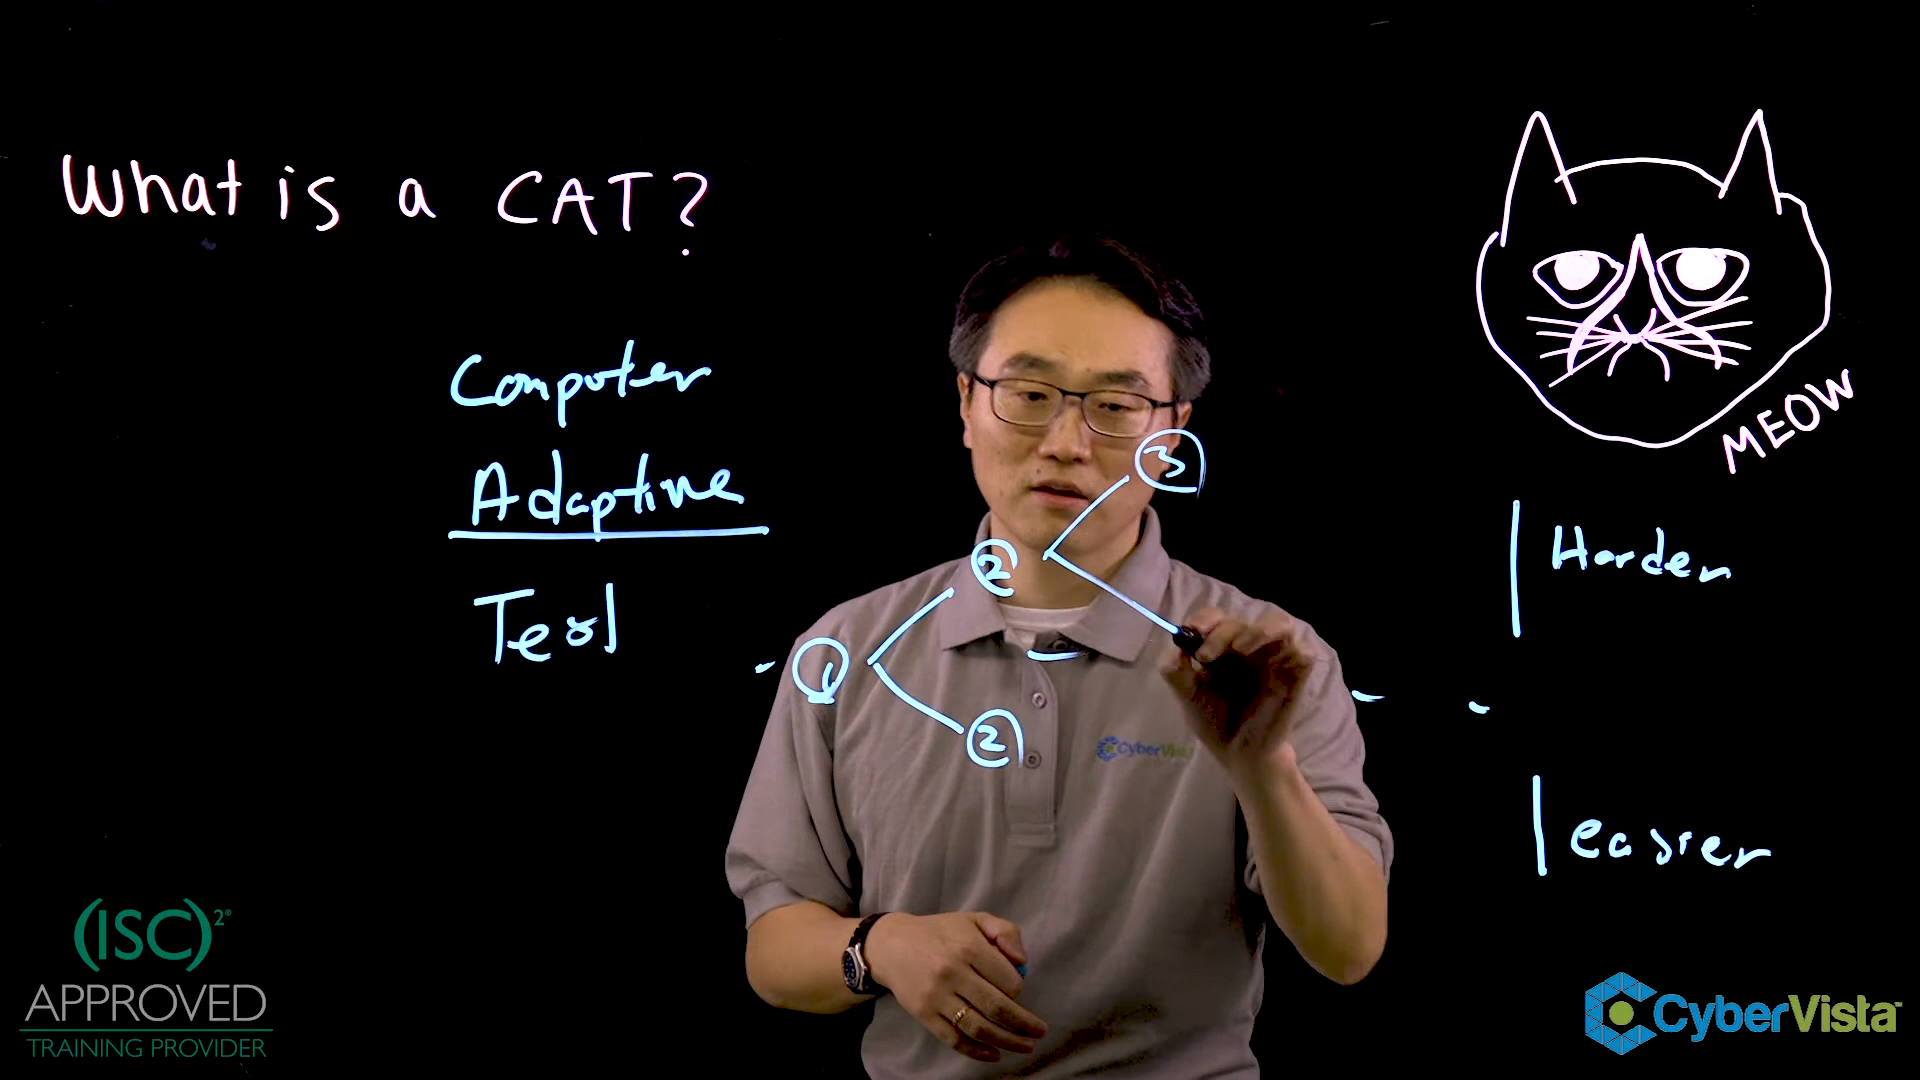 What is a CAT?
Computer
Adaptive
Test
1
2
2
3
MEOW
Harder
easier
CyberVista
(ISC)2®
APPROVED
TRAINING PROVIDER
CyberVista™